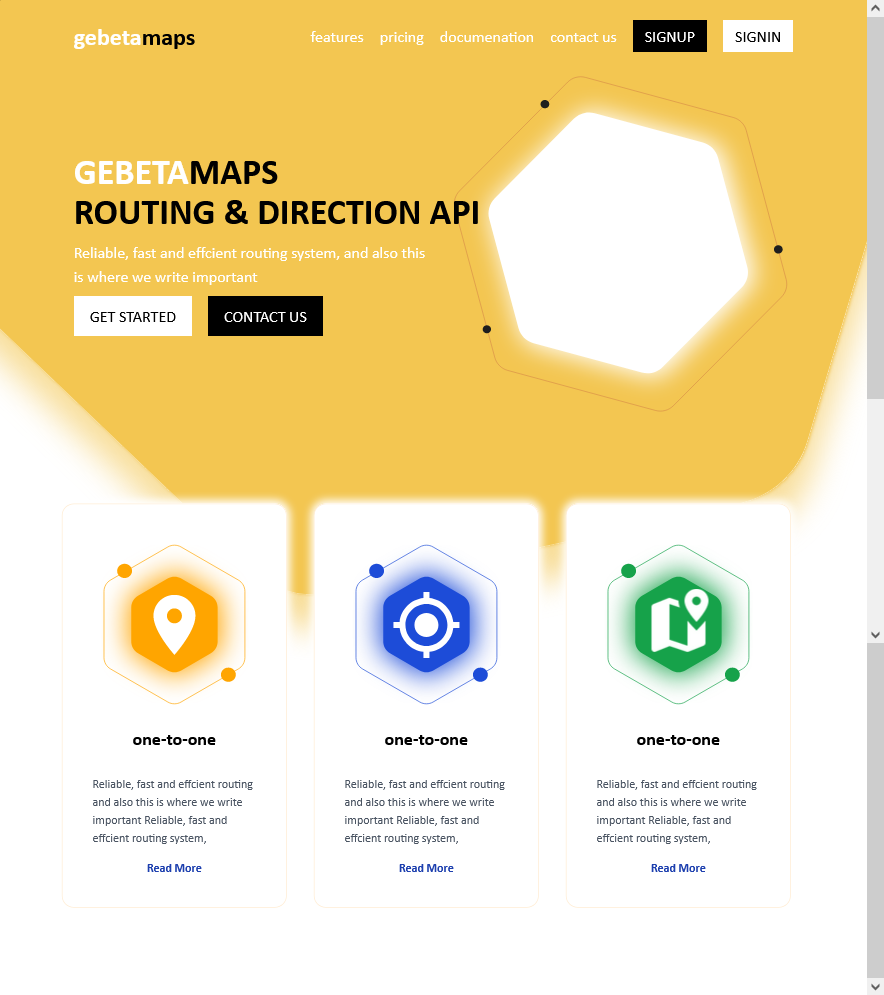 gebetamaps features pricing documenation contact us SIGNUP SIGNIN
GEBETAMAPS
ROUTING & DIRECTION API
Reliable, fast and effcient routing system, and also this
is where we write important
GET STARTED CONTACT US
one-to-one
Reliable, fast and effcient routing
and also this is where we write
important Reliable, fast and
effcient routing system,
Read More
one-to-one
Reliable, fast and effcient routing
and also this is where we write
important Reliable, fast and
effcient routing system,
Read More
one-to-one
Reliable, fast and effcient routing
and also this is where we write
important Reliable, fast and
effcient routing system,
Read More